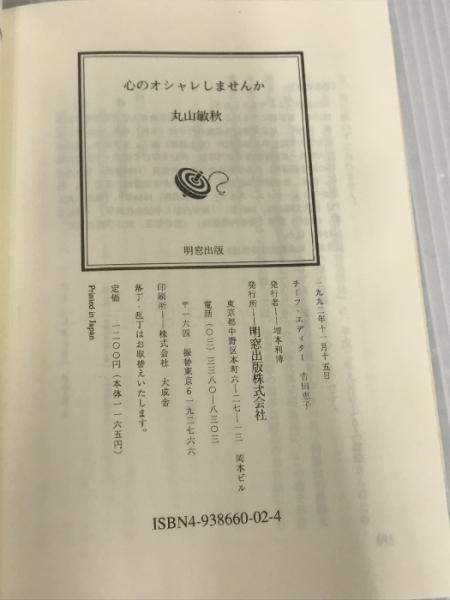 心のオシャレしませんか
丸山敏秋
明窓出版
一九九二年十一月十五日
チーフ・エディター 吉田恵子
発行者──増本利博
発行所──明窓出版株式会社
東京都中野区本町六―二七―一三 岡本ビル
電話(〇三)三三八〇―八三〇三
〒一六四 振替東京六―一九二七六六
印刷所──株式会社 大成舎
落丁・乱丁はお取替えいたします。
定価 一二〇〇円(本体一一六五円)
Printed in Japan
ISBN4-938660-02-4